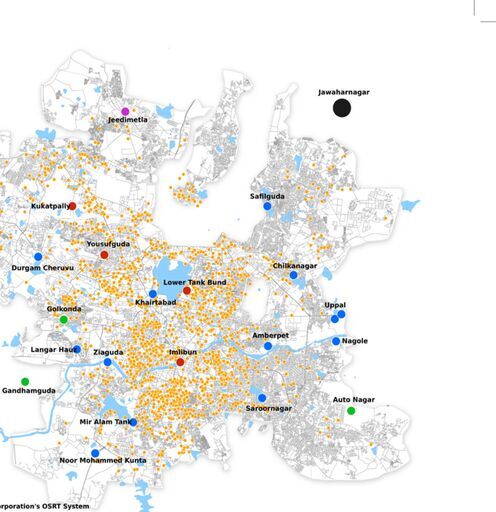 Jawaharnagar
Jeedimetla
Safilguda
Kukatpally
Yousufguda
Durgam Cheruvu
Chilkanagar
Lower Tank Bund
Khairtabad
Uppal
Golkonda
Amberpet
Nagole
Langar Hauz
Ziaguda
Imlibun
Gandhamguda
Auto Nagar
Saroornagar
Mir Alam Tank
Noor Mohammed Kunta
orporation's OSRT System